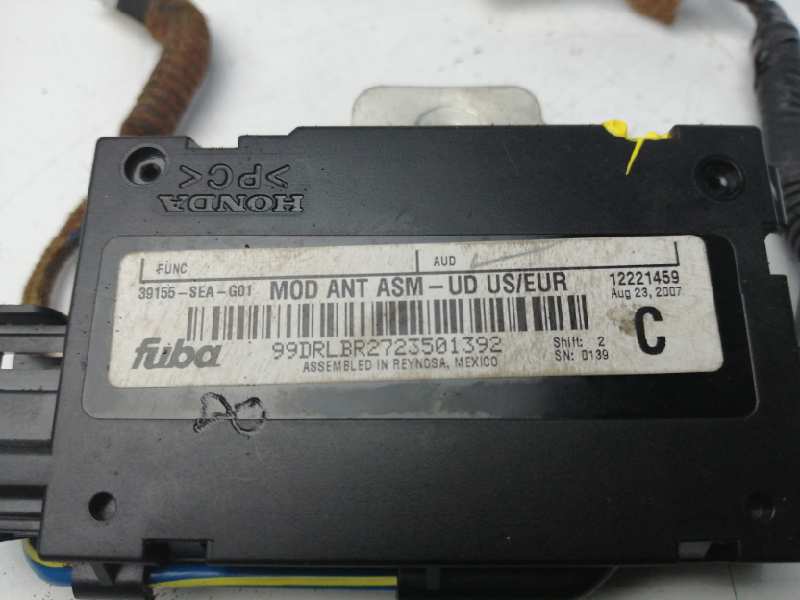 HONDA
>PC<
FUNC
AUD
39155-SEA-G01 MOD ANT ASM-UD US/EUR 12221459
Aug 23, 2007
fuba 99DRLBR2723501392 Shift: 2 C
ASSEMBLED IN REYNOSA, MEXICO SN: 0139